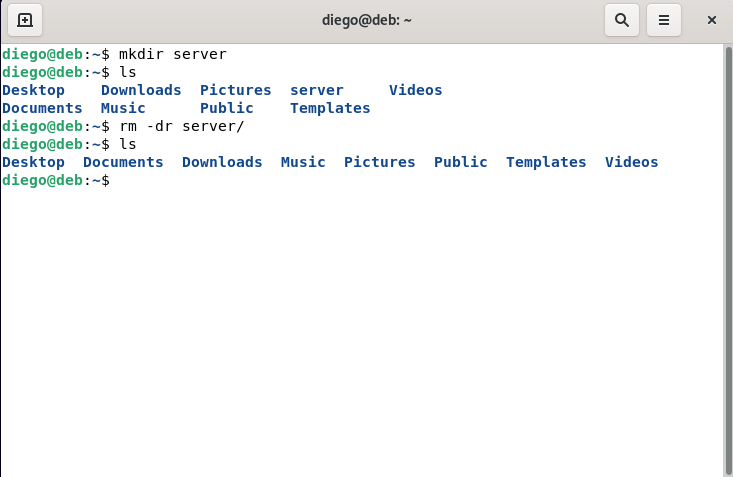 diego@deb: ~
diego@deb:~$ mkdir server
diego@deb:~$ ls
Desktop    Downloads  Pictures  server     Videos
Documents  Music      Public    Templates
diego@deb:~$ rm -dr server/
diego@deb:~$ ls
Desktop  Documents  Downloads  Music  Pictures  Public  Templates  Videos
diego@deb:~$